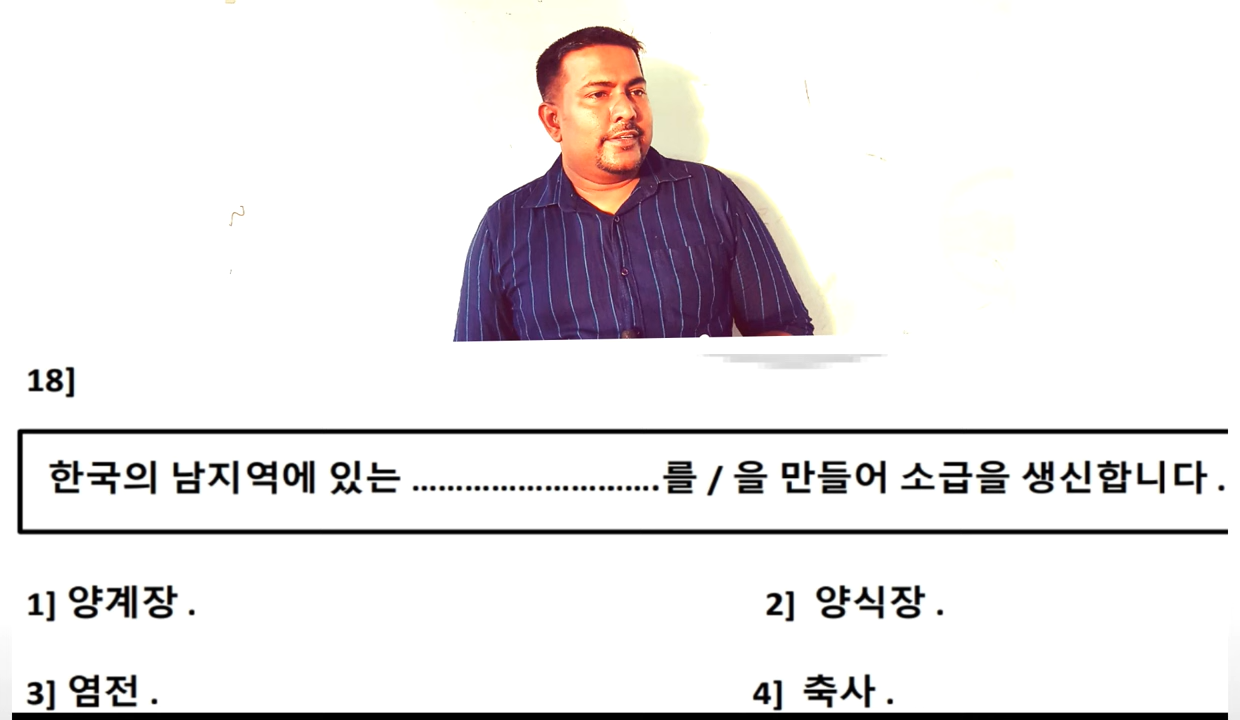 18]
한국의 남지역에 있는 ............................를 / 을 만들어 소급을 생신합니다 .
1] 양계장 .
2] 양식장 .
3] 염전 .
4] 축사 .